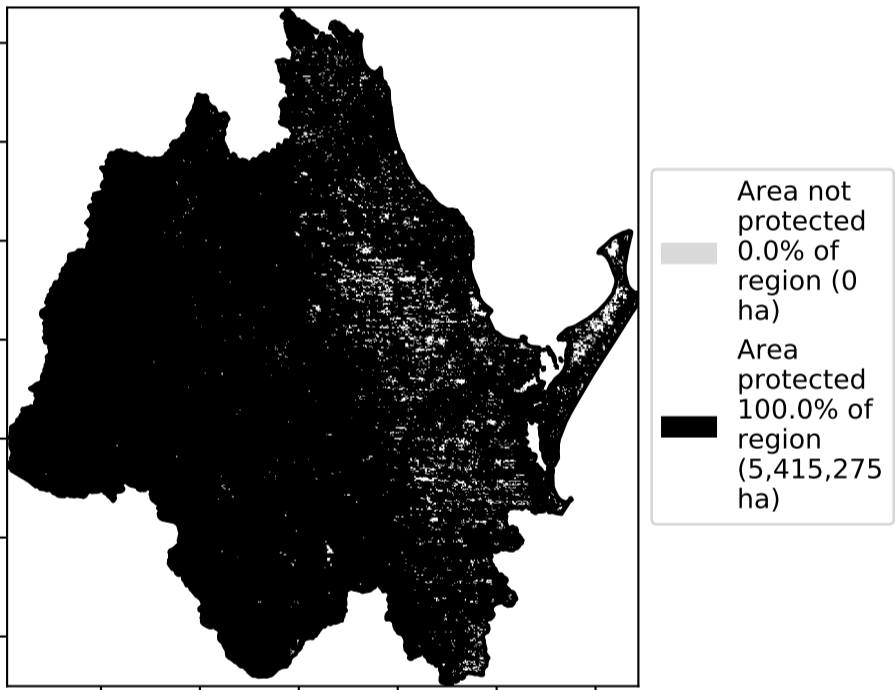 Area not
protected
0.0% of
region (0
ha)
Area
protected
100.0% of
region
(5,415,275
ha)